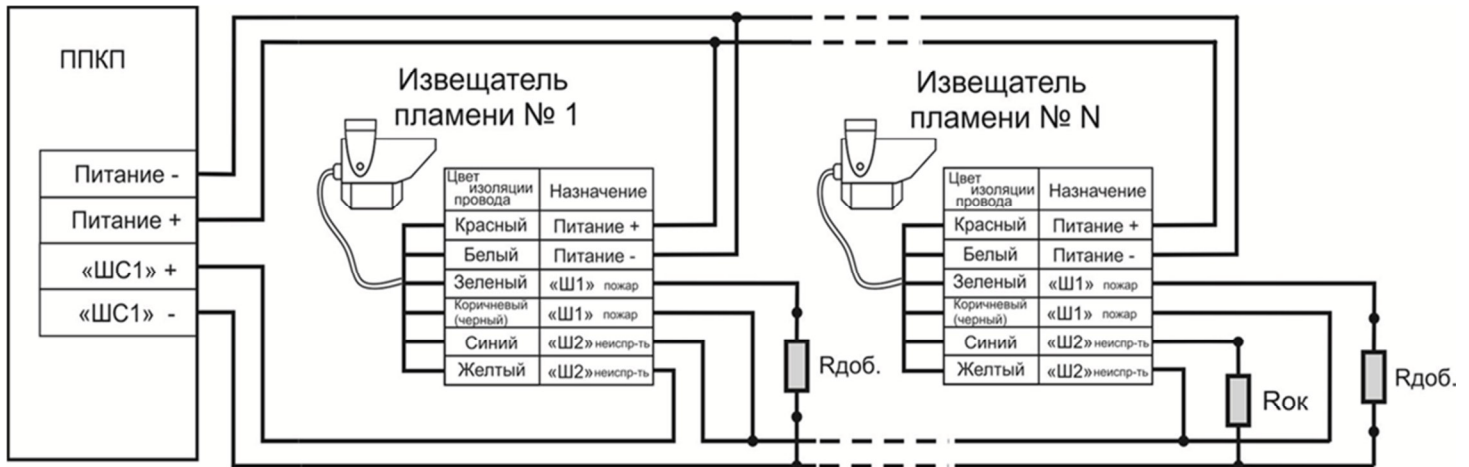 ППКП
Питание -
Питание +
«ШС1» +
«ШС1» -
Извещатель
пламени № 1
Цвет
изоляции
провода
Назначение
Красный Питание +
Белый Питание -
Зеленый «Ш1» пожар
Коричневый
(черный)
«Ш1» пожар
Синий «Ш2» неиспр-ть
Желтый «Ш2» неиспр-ть
Rдоб.
Извещатель
пламени № N
Цвет
изоляции
провода
Назначение
Красный Питание +
Белый Питание -
Зеленый «Ш1» пожар
Коричневый
(черный)
«Ш1» пожар
Синий «Ш2» неиспр-ть
Желтый «Ш2» неиспр-ть
Rок
Rдоб.